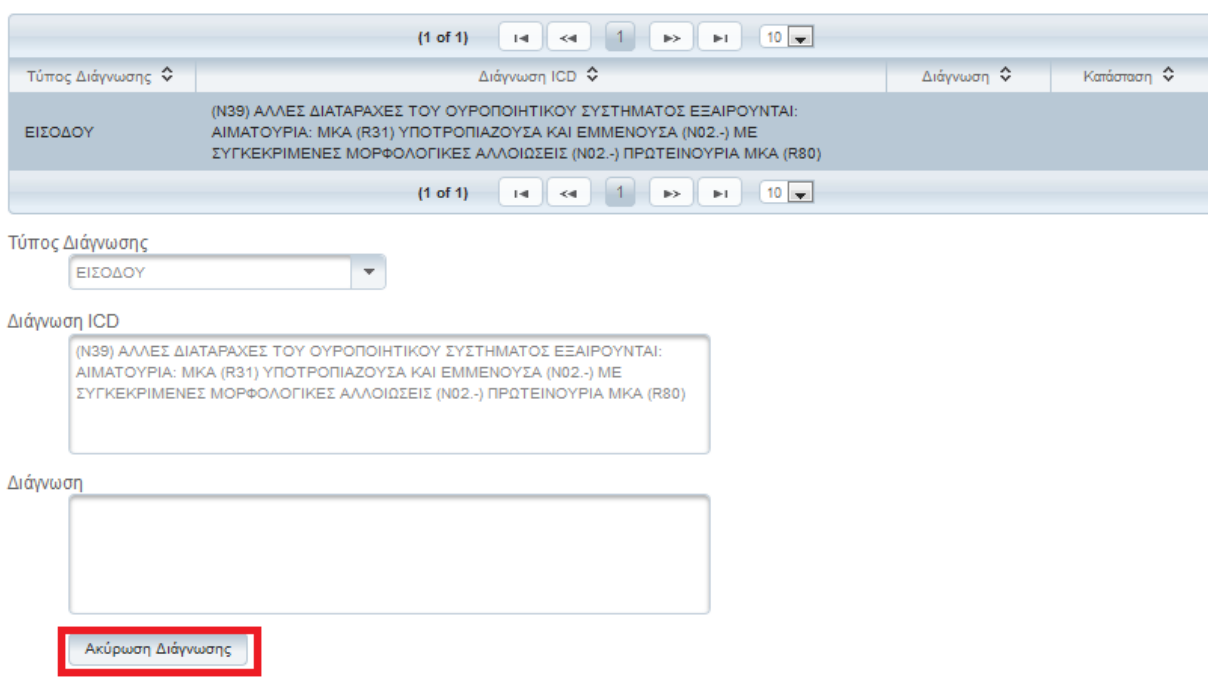 (1 of 1) 1 10
Τύπος Διάγνωσης Διάγνωση ICD Διάγνωση Κατάσταση
(N39) ΑΛΛΕΣ ΔΙΑΤΑΡΑΧΕΣ ΤΟΥ ΟΥΡΟΠΟΙΗΤΙΚΟΥ ΣΥΣΤΗΜΑΤΟΣ ΕΞΑΙΡΟΥΝΤΑΙ:
ΕΙΣΟΔΟΥ ΑΙΜΑΤΟΥΡΙΑ: ΜΚΑ (R31) ΥΠΟΤΡΟΠΙΑΖΟΥΣΑ ΚΑΙ ΕΜΜΕΝΟΥΣΑ (N02.-) ΜΕ
ΣΥΓΚΕΚΡΙΜΕΝΕΣ ΜΟΡΦΟΛΟΓΙΚΕΣ ΑΛΛΟΙΩΣΕΙΣ (N02.-) ΠΡΩΤΕΙΝΟΥΡΙΑ ΜΚΑ (R80)
(1 of 1) 1 10
Τύπος Διάγνωσης
ΕΙΣΟΔΟΥ
Διάγνωση ICD
(N39) ΑΛΛΕΣ ΔΙΑΤΑΡΑΧΕΣ ΤΟΥ ΟΥΡΟΠΟΙΗΤΙΚΟΥ ΣΥΣΤΗΜΑΤΟΣ ΕΞΑΙΡΟΥΝΤΑΙ:
ΑΙΜΑΤΟΥΡΙΑ: ΜΚΑ (R31) ΥΠΟΤΡΟΠΙΑΖΟΥΣΑ ΚΑΙ ΕΜΜΕΝΟΥΣΑ (N02.-) ΜΕ
ΣΥΓΚΕΚΡΙΜΕΝΕΣ ΜΟΡΦΟΛΟΓΙΚΕΣ ΑΛΛΟΙΩΣΕΙΣ (N02.-) ΠΡΩΤΕΙΝΟΥΡΙΑ ΜΚΑ (R80)
Διάγνωση
Ακύρωση Διάγνωσης